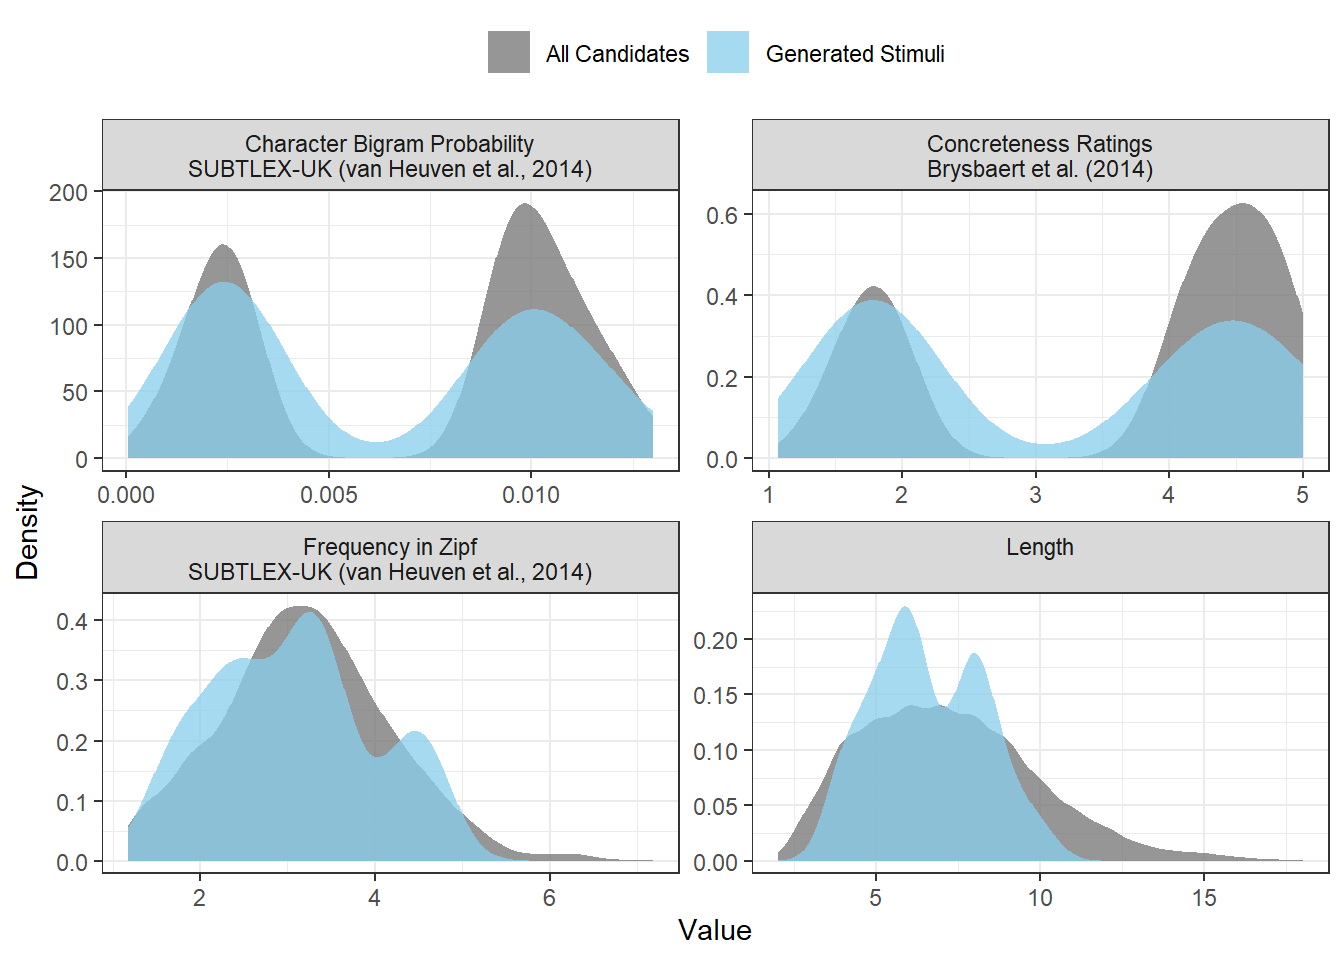 All Candidates Generated Stimuli
Character Bigram Probability
SUBTLEX-UK (van Heuven et al., 2014)
200
150
100
50
0
0.000 0.005 0.010
Concreteness Ratings
Brysbaert et al. (2014)
0.6
0.4
0.2
0.0
1 2 3 4 5
Density
Frequency in Zipf
SUBTLEX-UK (van Heuven et al., 2014)
0.4
0.3
0.2
0.1
0.0
2 4 6
Length
0.20
0.15
0.10
0.05
0.00
5 10 15
Value